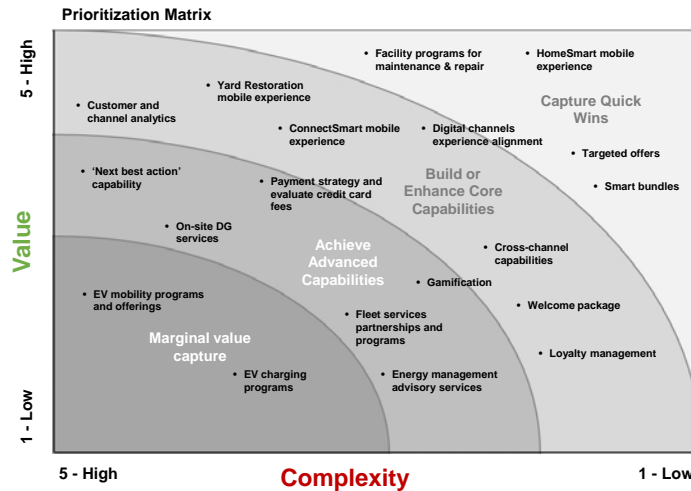 Prioritization Matrix
5 - High
Value
1 - Low
• Facility programs for
maintenance & repair
• HomeSmart mobile
experience
• Yard Restoration
mobile experience
Capture Quick
Wins
• Customer and
channel analytics
• ConnectSmart mobile
experience
• Digital channels
experience alignment
• Targeted offers
• 'Next best action'
capability
• Payment strategy and
evaluate credit card
fees
Build or
Enhance Core
Capabilities
• Smart bundles
• On-site DG
services
Achieve
Advanced
Capabilities
• Cross-channel
capabilities
• Gamification
• EV mobility programs
and offerings
• Fleet services
partnerships and
programs
• Welcome package
Marginal value
capture
• Loyalty management
• EV charging
programs
• Energy management
advisory services
5 - High
Complexity
1 - Low